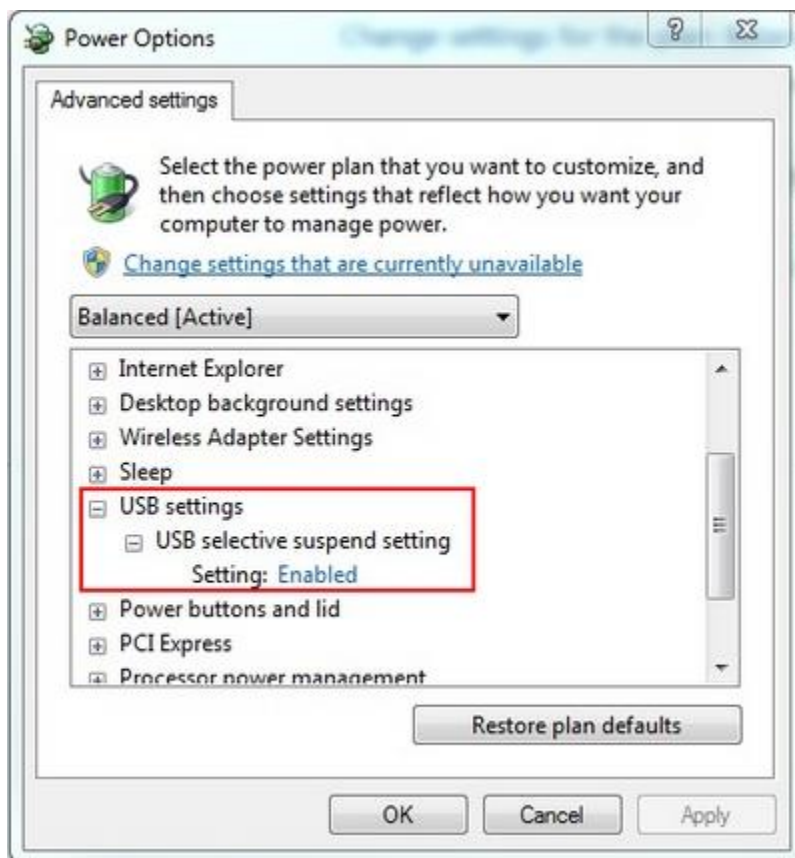 Power Options
Advanced settings
Select the power plan that you want to customize, and
then choose settings that reflect how you want your
computer to manage power.
Change settings that are currently unavailable
Balanced [Active]
Internet Explorer
Desktop background settings
Wireless Adapter Settings
Sleep
USB settings
USB selective suspend setting
Setting: Enabled
Power buttons and lid
PCI Express
Processor power management
Restore plan defaults
OK
Cancel
Apply